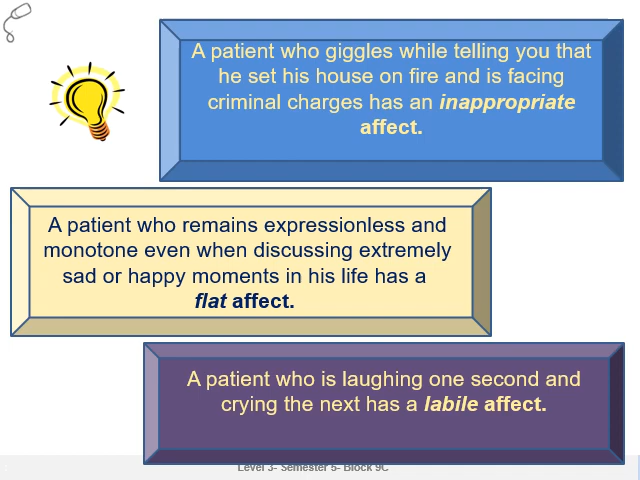 A patient who giggles while telling you that
he set his house on fire and is facing
criminal charges has an inappropriate
affect.
A patient who remains expressionless and
monotone even when discussing extremely
sad or happy moments in his life has a
flat affect.
A patient who is laughing one second and
crying the next has a labile affect.
Level 3- Semester 5- Block 9C